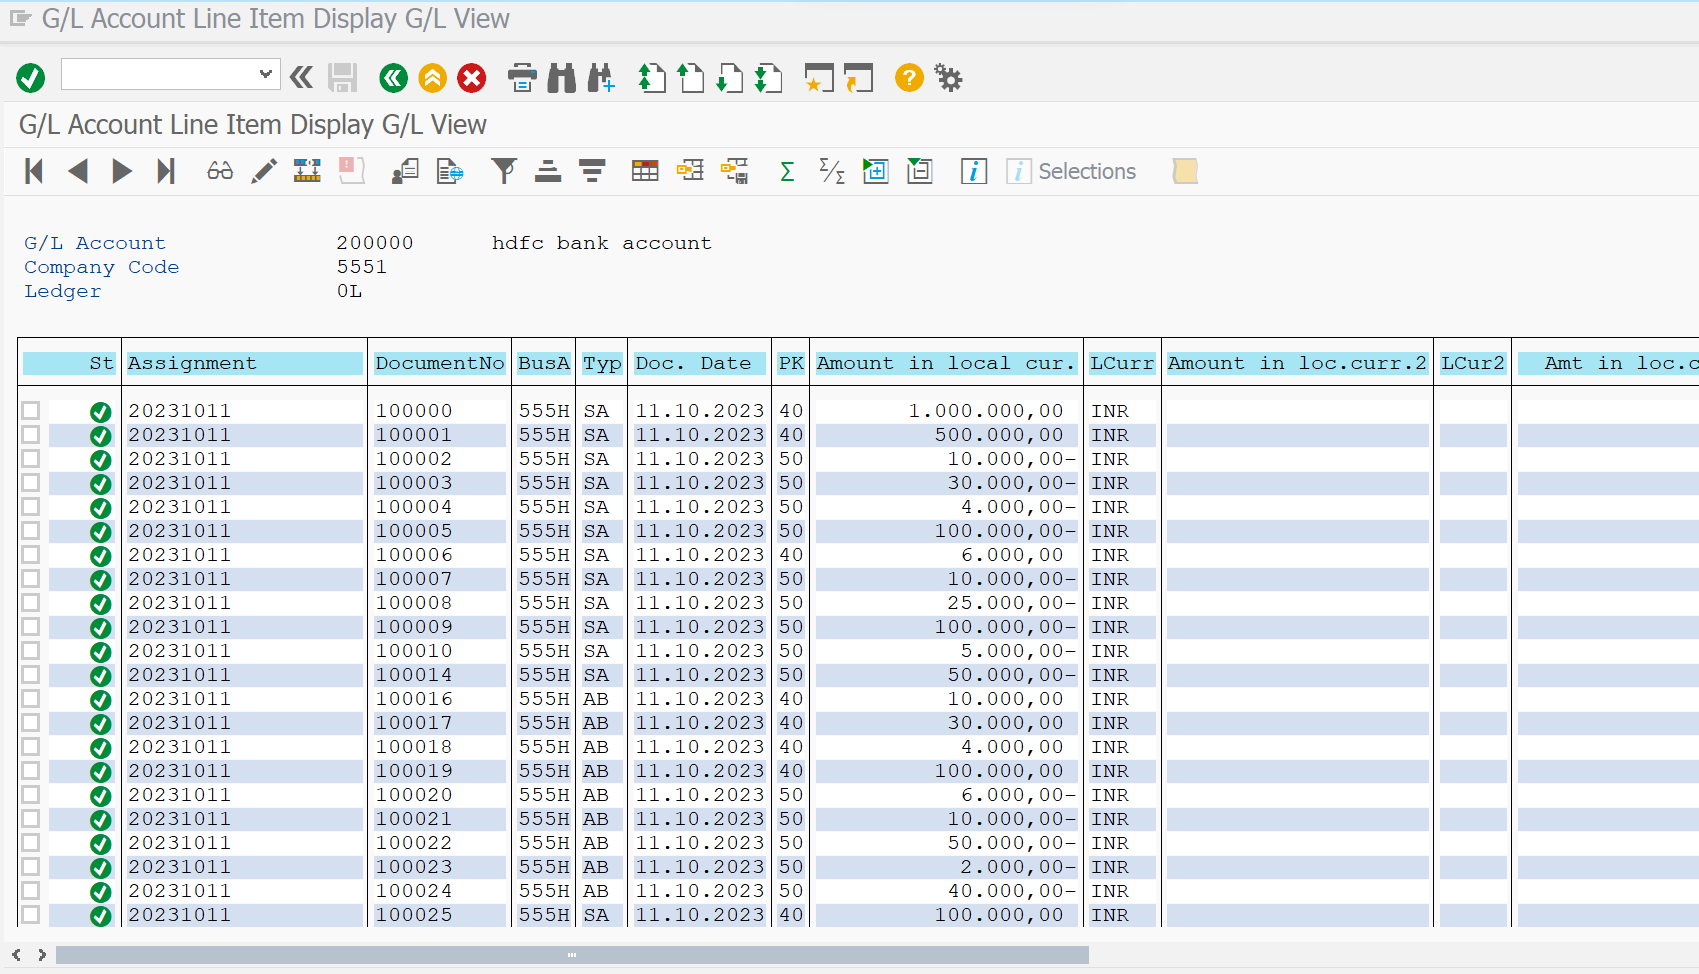 G/L Account Line Item Display G/L View
G/L Account Line Item Display G/L View
Selections
G/L Account 200000 hdfc bank account
Company Code 5551
Ledger 0L
St Assignment DocumentNo BusA Typ Doc. Date PK Amount in local cur. LCurr Amount in loc.curr.2 LCur2 Amt in loc.c
20231011 100000 555H SA 11.10.2023 40 1.000.000,00 INR
20231011 100001 555H SA 11.10.2023 40 500.000,00 INR
20231011 100002 555H SA 11.10.2023 50 10.000,00- INR
20231011 100003 555H SA 11.10.2023 50 30.000,00- INR
20231011 100004 555H SA 11.10.2023 50 4.000,00- INR
20231011 100005 555H SA 11.10.2023 50 100.000,00- INR
20231011 100006 555H SA 11.10.2023 40 6.000,00 INR
20231011 100007 555H SA 11.10.2023 50 10.000,00- INR
20231011 100008 555H SA 11.10.2023 50 25.000,00- INR
20231011 100009 555H SA 11.10.2023 50 100.000,00- INR
20231011 100010 555H SA 11.10.2023 50 5.000,00- INR
20231011 100014 555H SA 11.10.2023 50 50.000,00- INR
20231011 100016 555H AB 11.10.2023 40 10.000,00 INR
20231011 100017 555H AB 11.10.2023 40 30.000,00 INR
20231011 100018 555H AB 11.10.2023 40 4.000,00 INR
20231011 100019 555H AB 11.10.2023 40 100.000,00 INR
20231011 100020 555H AB 11.10.2023 50 6.000,00- INR
20231011 100021 555H AB 11.10.2023 50 10.000,00- INR
20231011 100022 555H AB 11.10.2023 50 50.000,00- INR
20231011 100023 555H AB 11.10.2023 50 2.000,00- INR
20231011 100024 555H AB 11.10.2023 50 40.000,00- INR
20231011 100025 555H SA 11.10.2023 40 100.000,00 INR